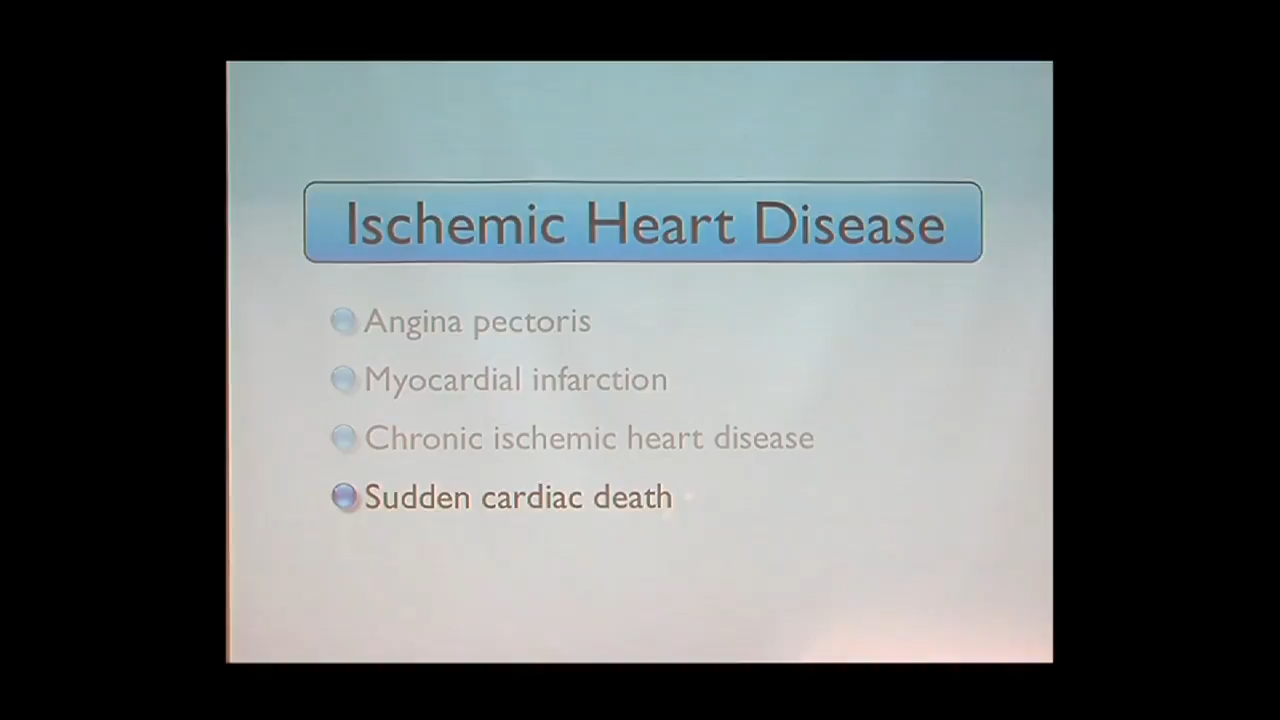 Ischemic Heart Disease
Angina pectoris
Myocardial infarction
Chronic ischemic heart disease
Sudden cardiac death